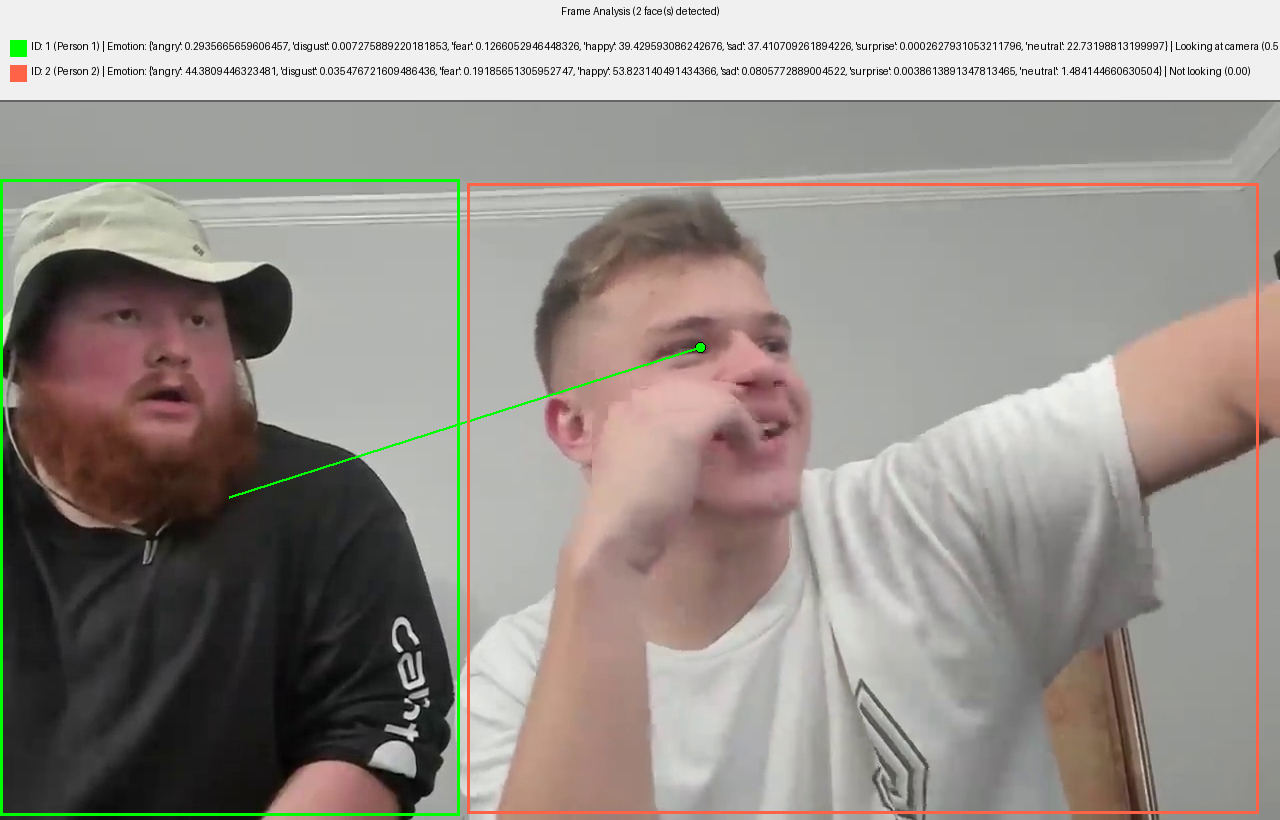 Frame Analysis (2 face(s) detected)
ID: 1 (Person 1) | Emotion: {'angry': 0.2935665659606457, 'disgust': 0.007275889220181853, 'fear': 0.1266052946448326, 'happy': 39.429593086242676, 'sad': 37.410709261894226, 'surprise': 0.0002627931053211796, 'neutral': 22.73198813199997} | Looking at camera (0.5
ID: 2 (Person 2) | Emotion: {'angry': 44.3809446323481, 'disgust': 0.035476721609486436, 'fear': 0.19185651305952747, 'happy': 53.823140491434366, 'sad': 0.0805772889004522, 'surprise': 0.0038613891347813465, 'neutral': 1.484144660630504} | Not looking (0.00)